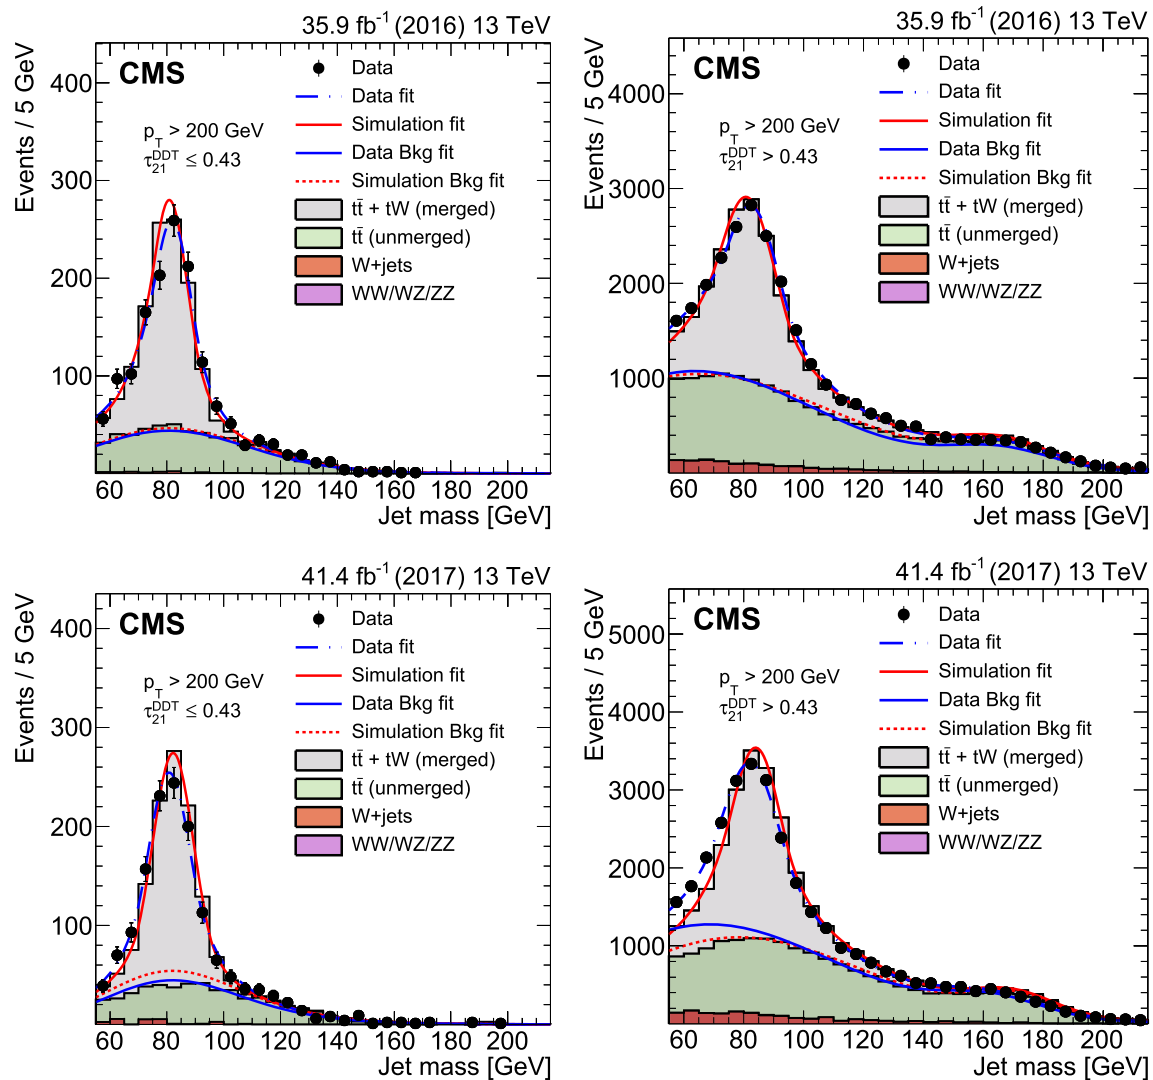 35.9 fb-1 (2016) 13 TeV
CMS
Events / 5 GeV
400
300
200
100
pT > 200 GeV
τ21DDT ≤ 0.43
Data
Data fit
Simulation fit
Data Bkg fit
Simulation Bkg fit
tt̄ + tW (merged)
tt̄ (unmerged)
W+jets
WW/WZ/ZZ
60 80 100 120 140 160 180 200
Jet mass [GeV]
35.9 fb-1 (2016) 13 TeV
CMS
Events / 5 GeV
4000
3000
2000
1000
pT > 200 GeV
τ21DDT > 0.43
Data
Data fit
Simulation fit
Data Bkg fit
Simulation Bkg fit
tt̄ + tW (merged)
tt̄ (unmerged)
W+jets
WW/WZ/ZZ
60 80 100 120 140 160 180 200
Jet mass [GeV]
41.4 fb-1 (2017) 13 TeV
CMS
Events / 5 GeV
400
300
200
100
pT > 200 GeV
τ21DDT ≤ 0.43
Data
Data fit
Simulation fit
Data Bkg fit
Simulation Bkg fit
tt̄ + tW (merged)
tt̄ (unmerged)
W+jets
WW/WZ/ZZ
60 80 100 120 140 160 180 200
Jet mass [GeV]
41.4 fb-1 (2017) 13 TeV
CMS
Events / 5 GeV
5000
4000
3000
2000
1000
pT > 200 GeV
τ21DDT > 0.43
Data
Data fit
Simulation fit
Data Bkg fit
Simulation Bkg fit
tt̄ + tW (merged)
tt̄ (unmerged)
W+jets
WW/WZ/ZZ
60 80 100 120 140 160 180 200
Jet mass [GeV]